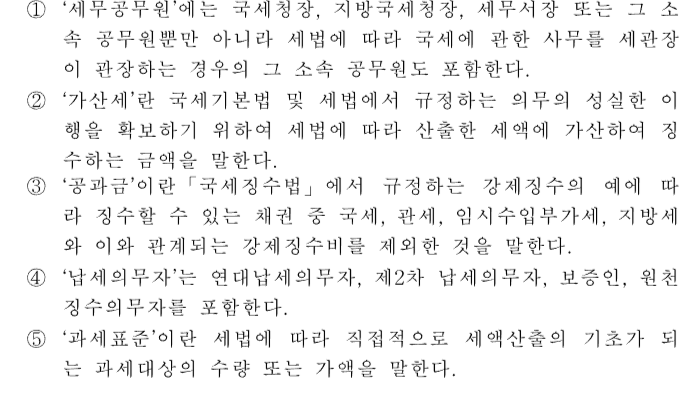 ① ‘세무공무원’에는 국세청장, 지방국세청장, 세무서장 또는 그 소
속 공무원뿐만 아니라 세법에 따라 국세에 관한 사무를 세관장
이 관장하는 경우의 그 소속 공무원도 포함한다.
② ‘가산세’란 국세기본법 및 세법에서 규정하는 의무의 성실한 이
행을 확보하기 위하여 세법에 따라 산출한 세액에 가산하여 징
수하는 금액을 말한다.
③ ‘공과금’이란「국세징수법」에서 규정하는 강제징수의 예에 따
라 징수할 수 있는 채권 중 국세, 관세, 임시수입부가세, 지방세
와 이와 관계되는 강제징수비를 제외한 것을 말한다.
④ ‘납세의무자’는 연대납세의무자, 제2차 납세의무자, 보증인, 원천
징수의무자를 포함한다.
⑤ ‘과세표준’이란 세법에 따라 직접적으로 세액산출의 기초가 되
는 과세대상의 수량 또는 가액을 말한다.